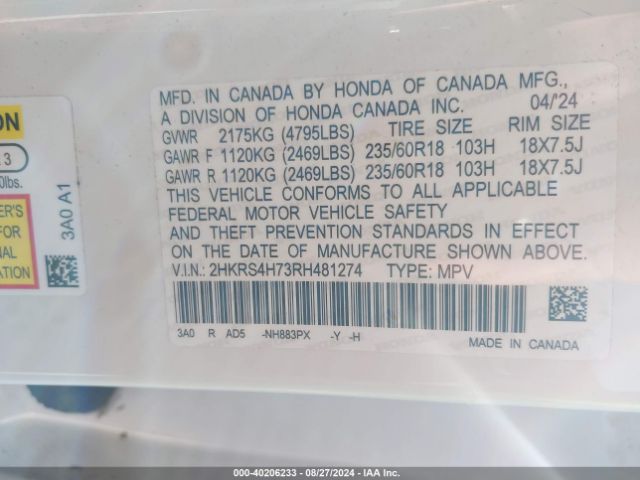 ON
3
0lbs.
ER'S
FOR
NAL
ATION
3A0 A1
MFD. IN CANADA BY HONDA OF CANADA MFG.,
A DIVISION OF HONDA CANADA INC. 04/'24
GVWR 2175KG (4795LBS) TIRE SIZE RIM SIZE
GAWR F 1120KG (2469LBS) 235/60R18 103H 18X7.5J
GAWR R 1120KG (2469LBS) 235/60R18 103H 18X7.5J
THIS VEHICLE CONFORMS TO ALL APPLICABLE
FEDERAL MOTOR VEHICLE SAFETY
AND THEFT PREVENTION STANDARDS IN EFFECT
ON THE DATE OF MANUFACTURE SHOWN ABOVE.
V.I.N.: 2HKRS4H73RH481274 TYPE: MPV
3A0 R AD5 -NH883PX -Y -H
MADE IN CANADA
000-40206233 - 08/27/2024 - IAA Inc.